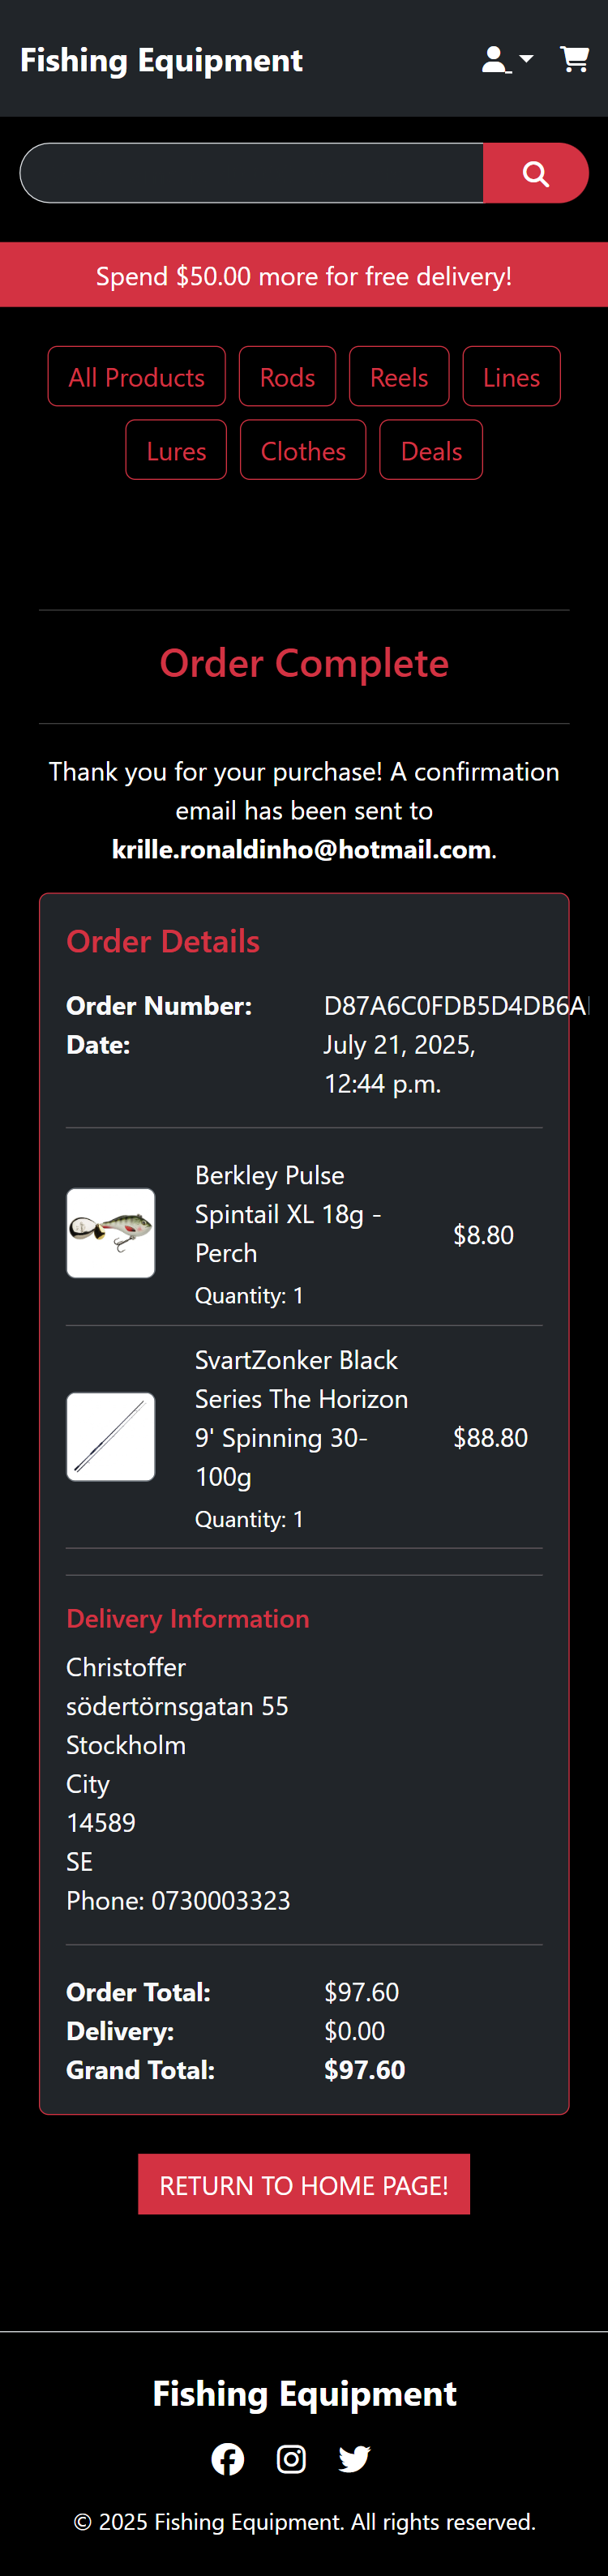 Fishing Equipment
Spend $50.00 more for free delivery!
All Products Rods Reels Lines
Lures Clothes Deals
Order Complete
Thank you for your purchase! A confirmation
email has been sent to
krille.ronaldinho@hotmail.com.
Order Details
Order Number: D87A6C0FDB5D4DB6A
Date: July 21, 2025,
12:44 p.m.
Berkley Pulse
Spintail XL 18g -
Perch
$8.80
Quantity: 1
SvartZonker Black
Series The Horizon
9' Spinning 30-
100g
$88.80
Quantity: 1
Delivery Information
Christoffer
södertörnsgatan 55
Stockholm
City
14589
SE
Phone: 0730003323
Order Total: $97.60
Delivery: $0.00
Grand Total: $97.60
RETURN TO HOME PAGE!
Fishing Equipment
© 2025 Fishing Equipment. All rights reserved.